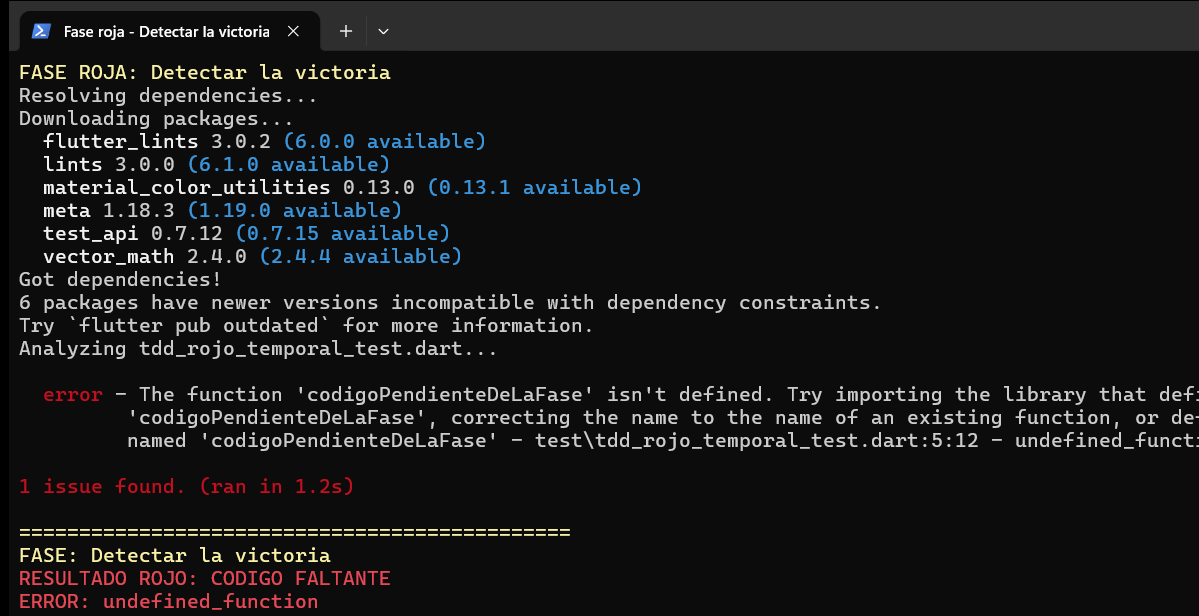 Fase roja - Detectar la victoria
FASE ROJA: Detectar la victoria
Resolving dependencies...
Downloading packages...
flutter_lints 3.0.2 (6.0.0 available)
lints 3.0.0 (6.1.0 available)
material_color_utilities 0.13.0 (0.13.1 available)
meta 1.18.3 (1.19.0 available)
test_api 0.7.12 (0.7.15 available)
vector_math 2.4.0 (2.4.4 available)
Got dependencies!
6 packages have newer versions incompatible with dependency constraints.
Try `flutter pub outdated` for more information.
Analyzing tdd_rojo_temporal_test.dart...
error - The function 'codigoPendienteDeLaFase' isn't defined. Try importing the library that defi
'codigoPendienteDeLaFase', correcting the name to the name of an existing function, or de
named 'codigoPendienteDeLaFase' - test\tdd_rojo_temporal_test.dart:5:12 - undefined_functi
1 issue found. (ran in 1.2s)
==============================================
FASE: Detectar la victoria
RESULTADO ROJO: CODIGO FALTANTE
ERROR: undefined_function